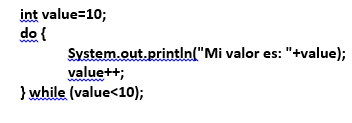 int value=10;
do {
System.out.println("Mi valor es: "+value);
value++;
} while (value<10);